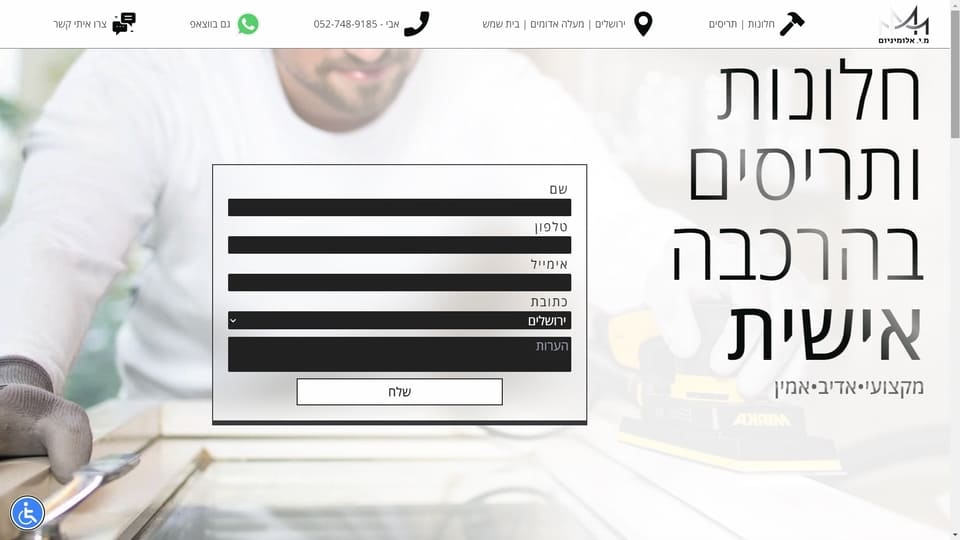 מ.י. אלומיניום
חלונות | תריסים
ירושלים | מעלה אדומים | בית שמש
אבי - 052-748-9185
גם בווצאפ
צרו איתי קשר
חלונות
ותריסים
בהרכבה
אישית
מקצועי•אדיב•אמין
שם
טלפון
אימייל
כתובת
ירושלים
הערות
שלח
MIRKA